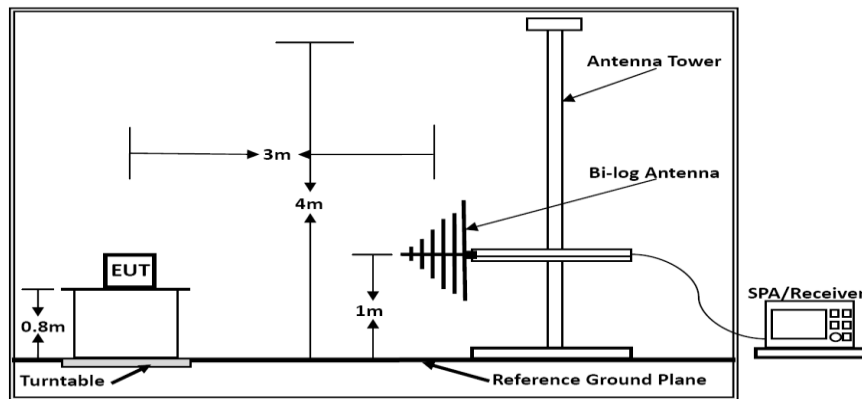 Antenna Tower
3m
Bi-log Antenna
4m
EUT
1m
SPA/Receiver
0.8m
Turntable
Reference Ground Plane